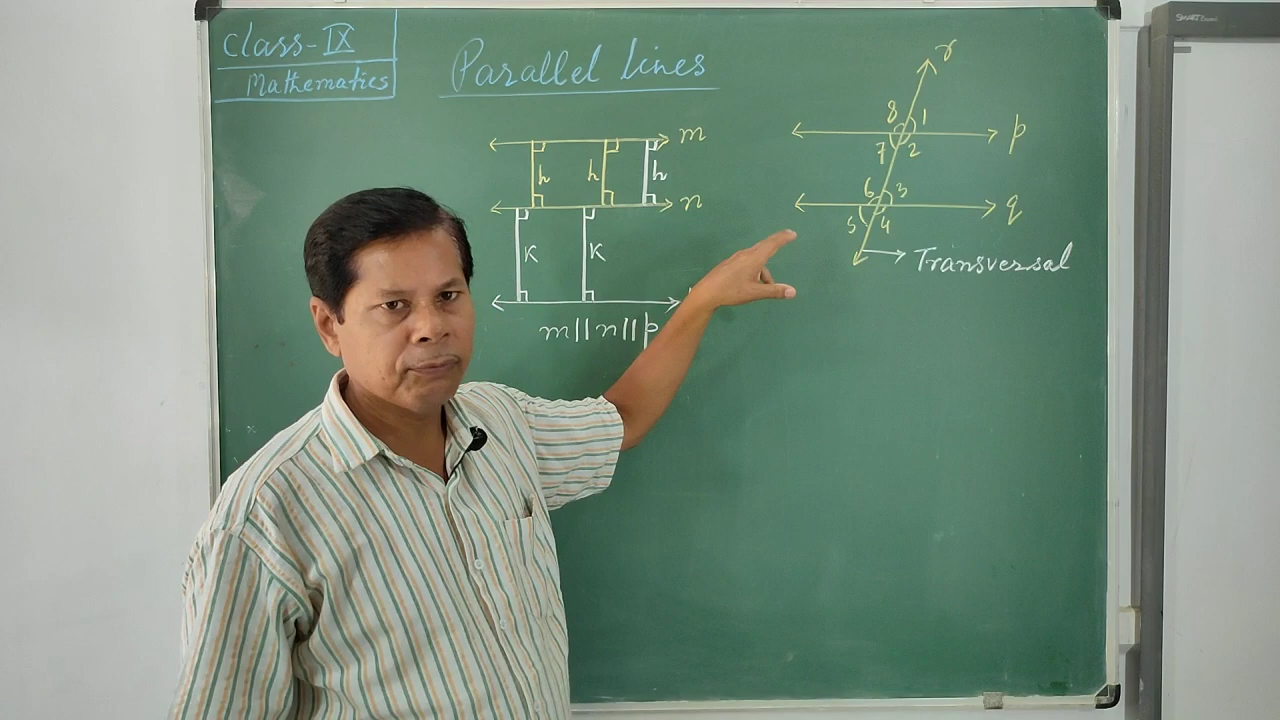 Class-IX
Mathematics
Parallel lines
m
h h h
n
K K
m||n||p
r
8 1
p
7 2
6 3
q
5 4
Transversal
SMART Board